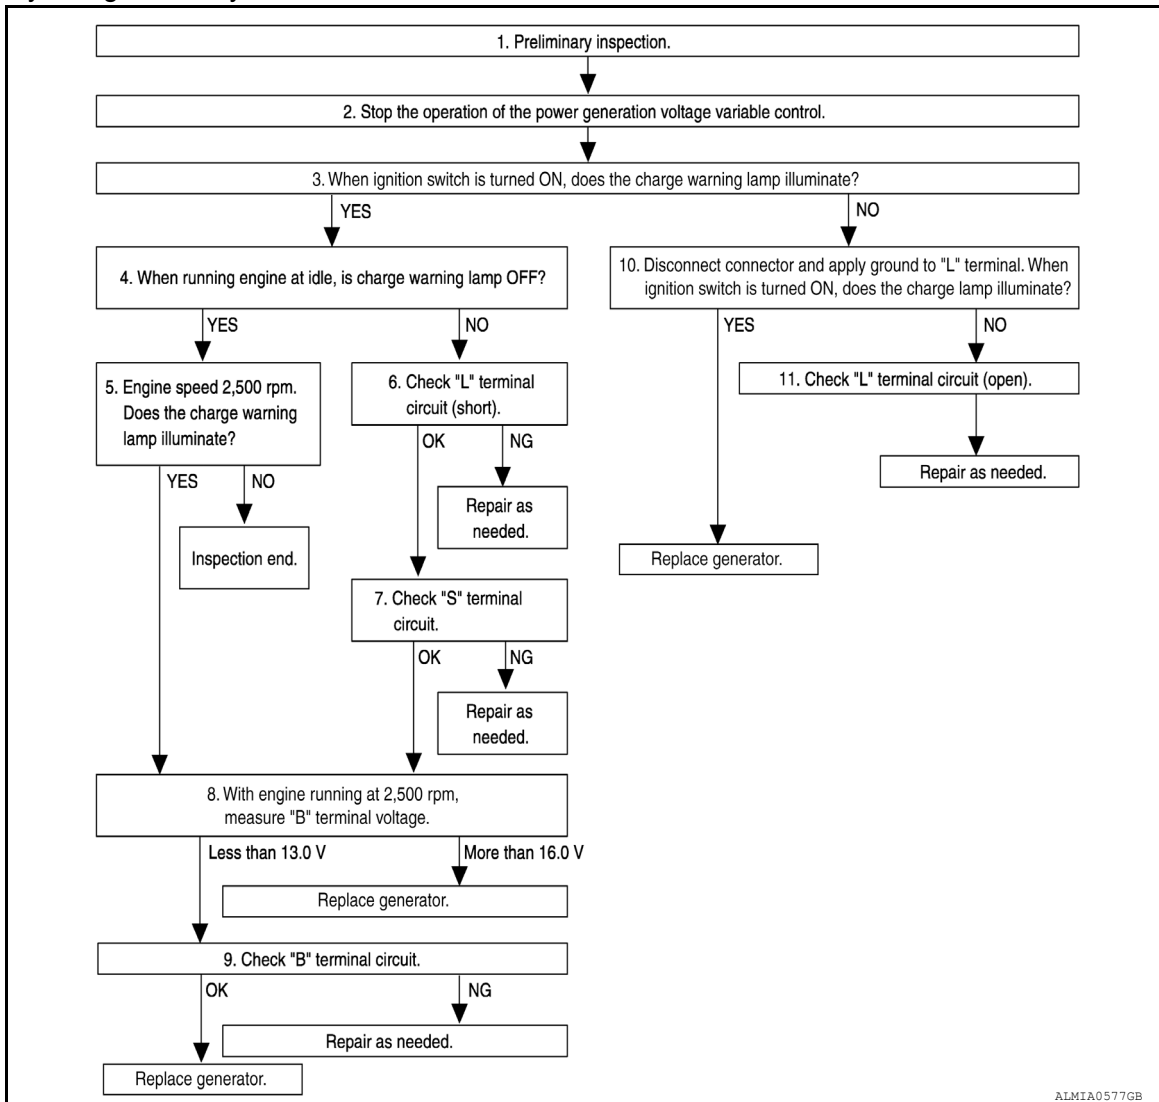 1. Preliminary inspection.
2. Stop the operation of the power generation voltage variable control.
3. When ignition switch is turned ON, does the charge warning lamp illuminate?
YES
NO
4. When running engine at idle, is charge warning lamp OFF?
10. Disconnect connector and apply ground to "L" terminal. When
ignition switch is turned ON, does the charge lamp illuminate?
YES
NO
YES
NO
5. Engine speed 2,500 rpm.
Does the charge warning
lamp illuminate?
6. Check "L" terminal
circuit (short).
11. Check "L" terminal circuit (open).
OK
NG
YES
NO
Repair as needed.
Repair as
needed.
Inspection end.
Replace generator.
7. Check "S" terminal
circuit.
OK
NG
Repair as
needed.
8. With engine running at 2,500 rpm,
measure "B" terminal voltage.
Less than 13.0 V
More than 16.0 V
Replace generator.
9. Check "B" terminal circuit.
OK
NG
Repair as needed.
Replace generator.
ALMIA0577GB